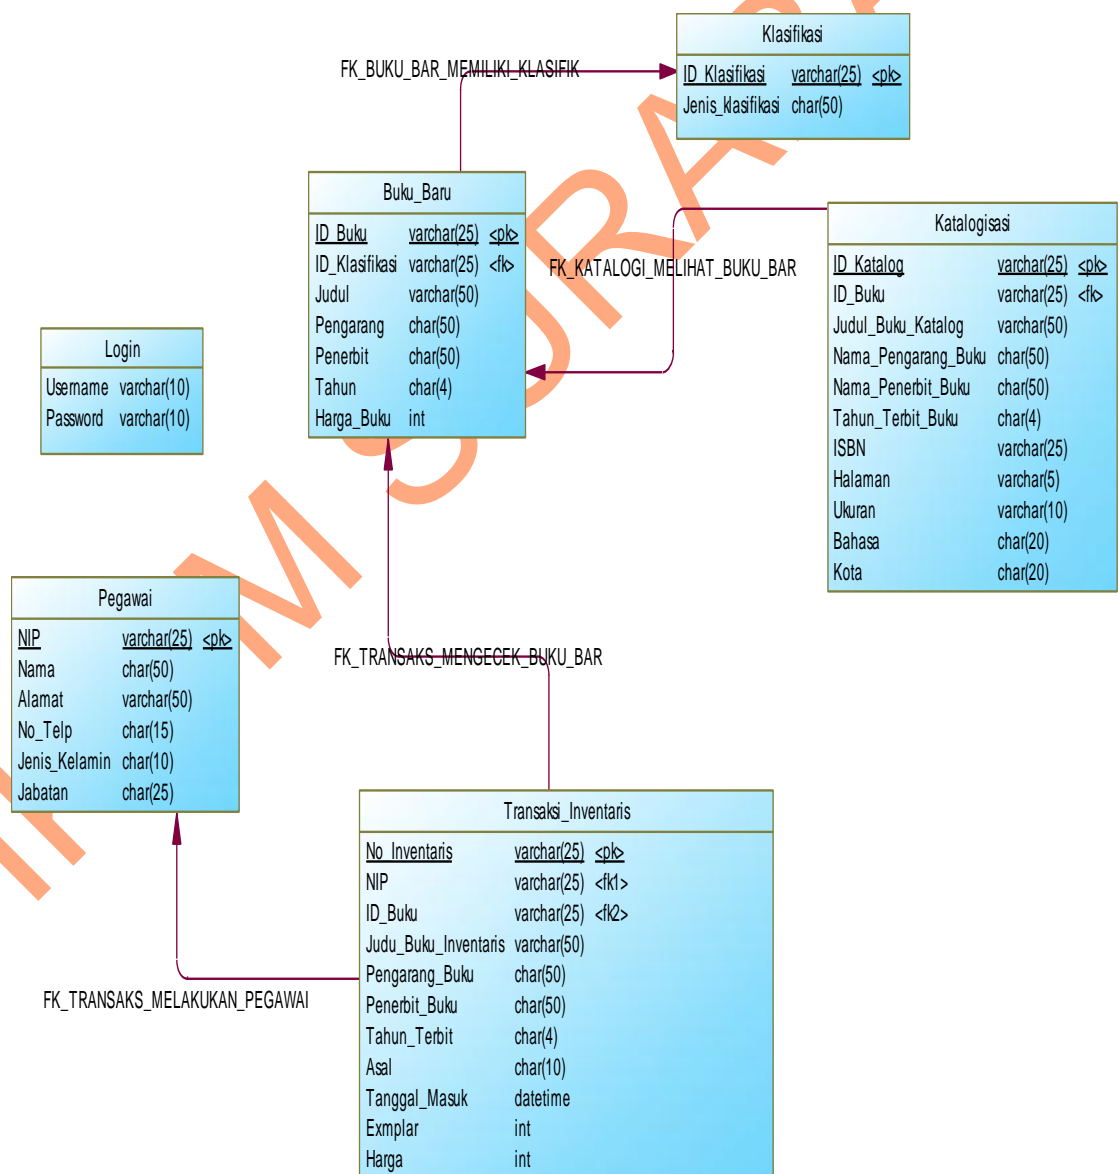 Klasifikasi
ID_Klasifikasi varchar(25) <pk>
Jenis_klasifikasi char(50)
FK_BUKU_BAR_MEMILIKI_KLASIFIK
Buku_Baru
ID_Buku varchar(25) <pk>
ID_Klasifikasi varchar(25) <fk>
Judul varchar(50)
Pengarang char(50)
Penerbit char(50)
Tahun char(4)
Harga_Buku int
Katalogisasi
ID_Katalog varchar(25) <pk>
ID_Buku varchar(25) <fk>
Judul_Buku_Katalog varchar(50)
Nama_Pengarang_Buku char(50)
Nama_Penerbit_Buku char(50)
Tahun_Terbit_Buku char(4)
ISBN varchar(25)
Halaman varchar(5)
Ukuran varchar(10)
Bahasa char(20)
Kota char(20)
FK_KATALOGI_MELIHAT_BUKU_BAR
Login
Username varchar(10)
Password varchar(10)
Pegawai
NIP varchar(25) <pk>
Nama char(50)
Alamat varchar(50)
No_Telp char(15)
Jenis_Kelamin char(10)
Jabatan char(25)
FK_TRANSAKS_MENGECEK_BUKU_BAR
Transaksi_Inventaris
No_Inventaris varchar(25) <pk>
NIP varchar(25) <fk1>
ID_Buku varchar(25) <fk2>
Judu_Buku_Inventaris varchar(50)
Pengarang_Buku char(50)
Penerbit_Buku char(50)
Tahun_Terbit char(4)
Asal char(10)
Tanggal_Masuk datetime
Exmplar int
Harga int
FK_TRANSAKS_MELAKUKAN_PEGAWAI